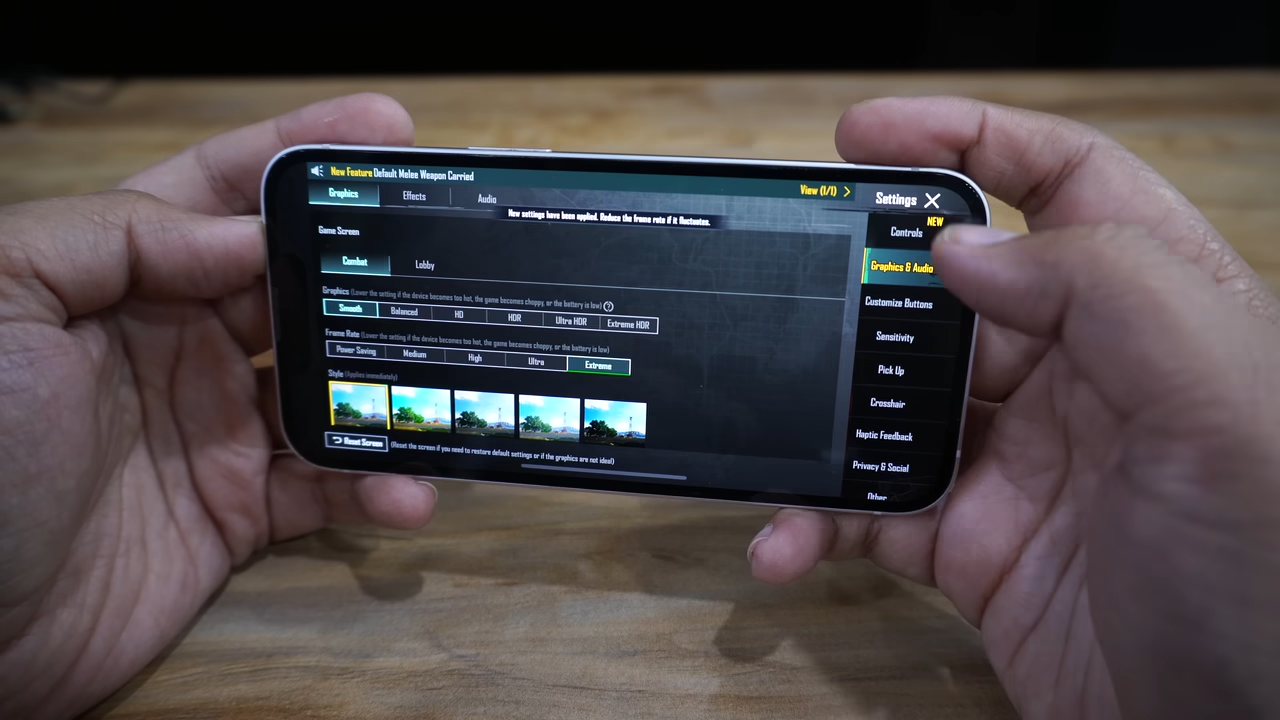 New Feature Default Melee Weapon Carried
View (1/1)
Settings
Graphics
Effects
Audio
New settings have been applied. Reduce the frame rate if it fluctuates.
NEW
Controls
Game Screen
Graphics & Audio
Combat
Lobby
Graphics (Lower the setting if the device becomes too hot, the game becomes choppy, or the battery is low) ?
Customize Buttons
Smooth
Balanced
HD
HDR
Ultra HDR
Extreme HDR
Frame Rate (Lower the setting if the device becomes too hot, the game becomes choppy, or the battery is low)
Sensitivity
Power Saving
Medium
High
Ultra
Extreme
Style (Applies immediately)
Pick Up
Crosshair
Haptic Feedback
Reset Screen
(Reset the screen if you need to restore default settings or if the graphics are not ideal)
Privacy & Social
Other